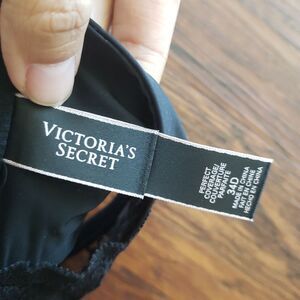 VICTORIA'S
SECRET
PERFECT
COVERAGE/
COUVERTURE
PARFAITE
34D
MADE IN CHINA
FAIT EN CHINE
HECHO EN CHINA